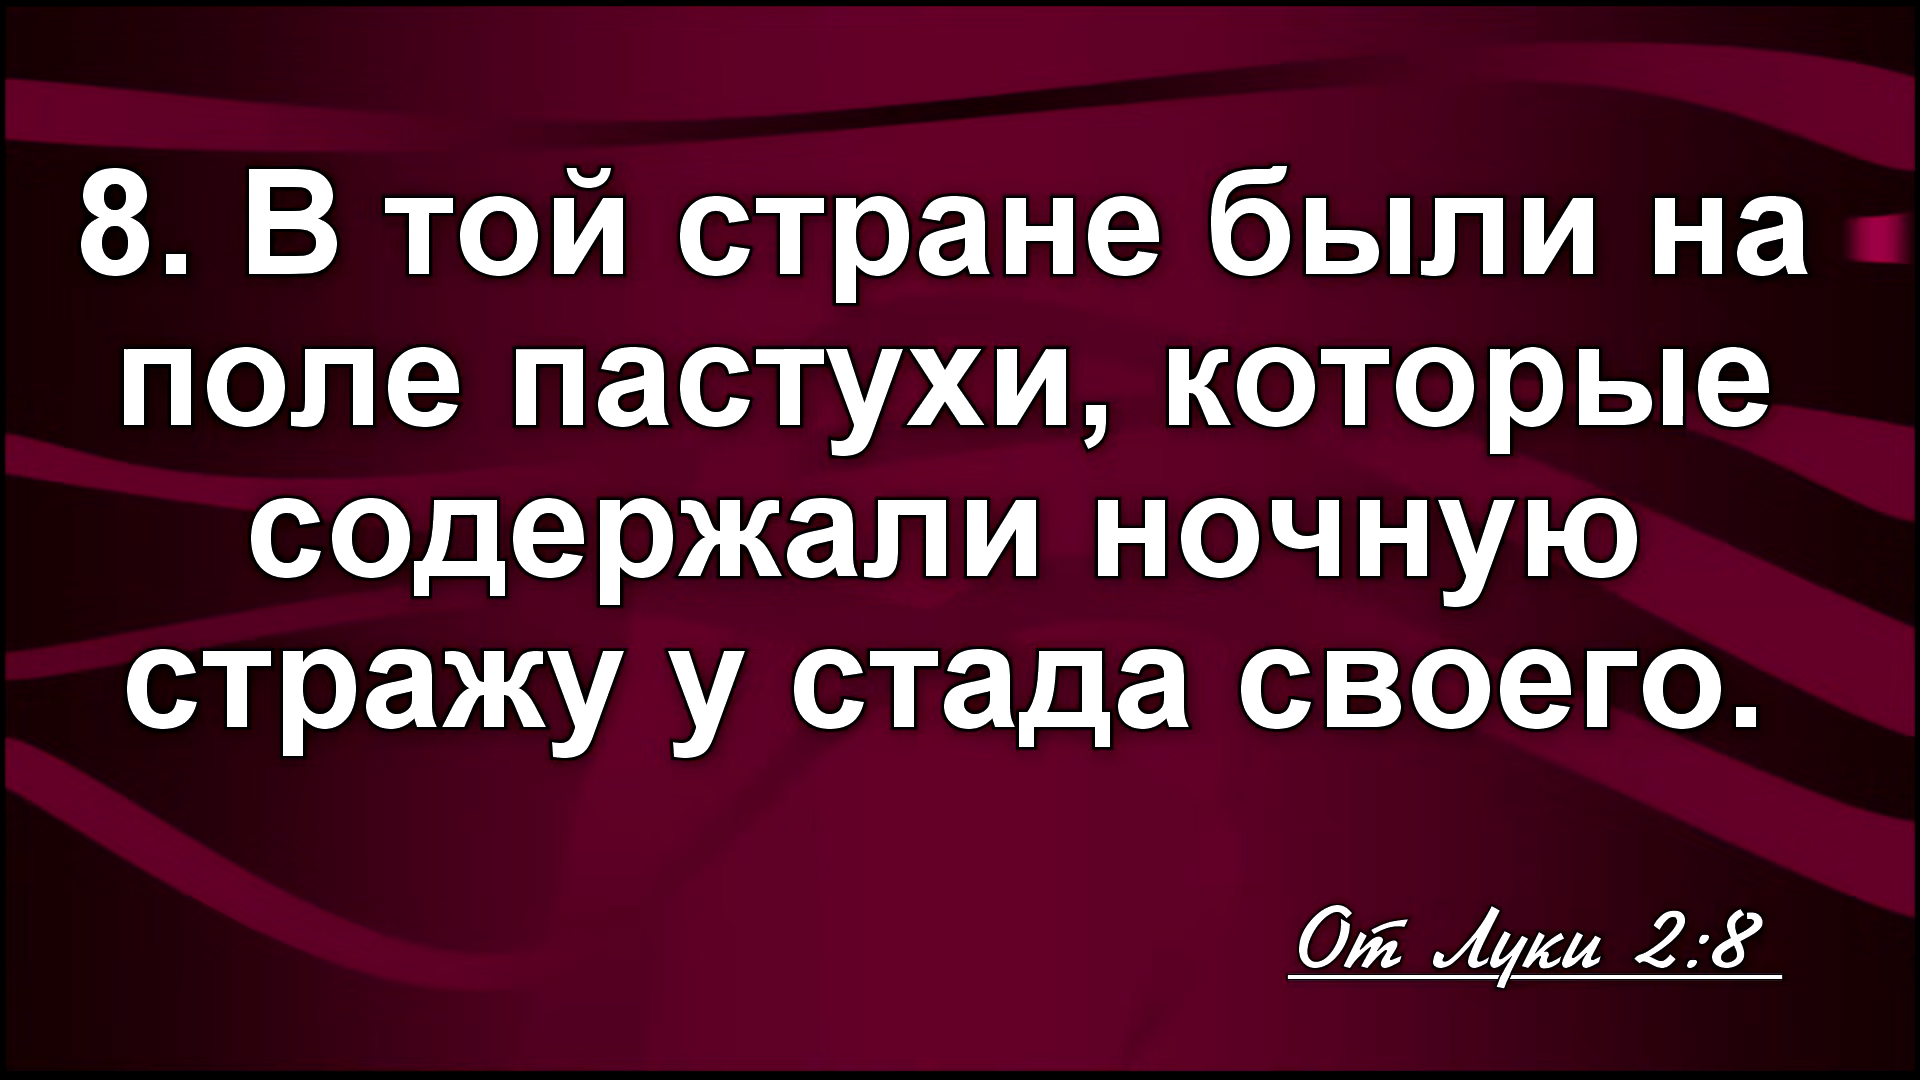 8. В той стране были на
поле пастухи, которые
содержали ночную
стражу у стада своего.
От Луки 2:8